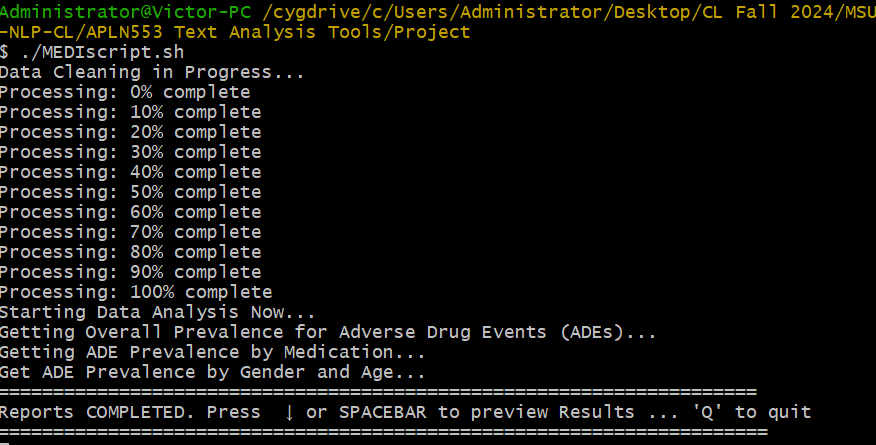 Administrator@Victor-PC /cygdrive/c/Users/Administrator/Desktop/CL Fall 2024/MSU
-NLP-CL/APLN553 Text Analysis Tools/Project
$ ./MEDIscript.sh
Data Cleaning in Progress...
Processing: 0% complete
Processing: 10% complete
Processing: 20% complete
Processing: 30% complete
Processing: 40% complete
Processing: 50% complete
Processing: 60% complete
Processing: 70% complete
Processing: 80% complete
Processing: 90% complete
Processing: 100% complete
Starting Data Analysis Now...
Getting Overall Prevalence for Adverse Drug Events (ADEs)...
Getting ADE Prevalence by Medication...
Get ADE Prevalence by Gender and Age...
=====================================================================
Reports COMPLETED. Press  ↓ or SPACEBAR to preview Results ... 'Q' to quit
======================================================================